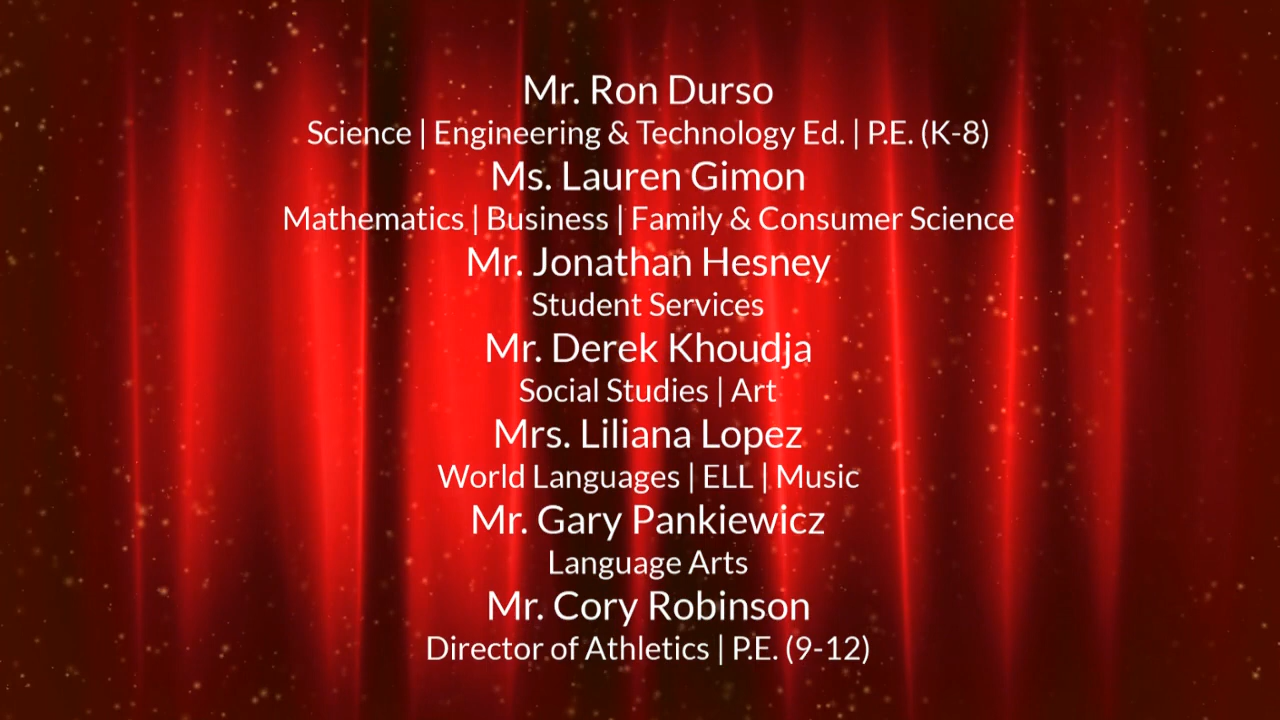 Mr. Ron Durso
Science | Engineering & Technology Ed. | P.E. (K-8)
Ms. Lauren Gimon
Mathematics | Business | Family & Consumer Science
Mr. Jonathan Hesney
Student Services
Mr. Derek Khoudja
Social Studies | Art
Mrs. Liliana Lopez
World Languages | ELL | Music
Mr. Gary Pankiewicz
Language Arts
Mr. Cory Robinson
Director of Athletics | P.E. (9-12)